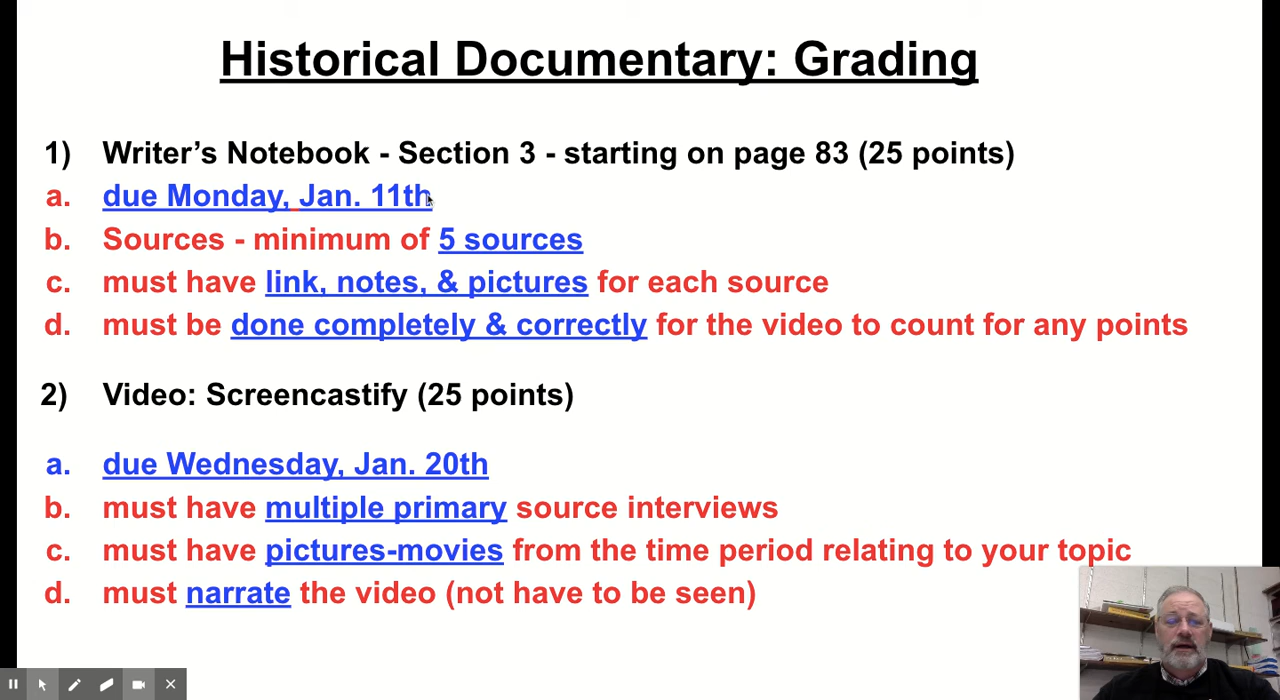 Historical Documentary: Grading
1) Writer's Notebook - Section 3 - starting on page 83 (25 points)
a. due Monday, Jan. 11th
b. Sources - minimum of 5 sources
c. must have link, notes, & pictures for each source
d. must be done completely & correctly for the video to count for any points
2) Video: Screencastify (25 points)
a. due Wednesday, Jan. 20th
b. must have multiple primary source interviews
c. must have pictures-movies from the time period relating to your topic
d. must narrate the video (not have to be seen)